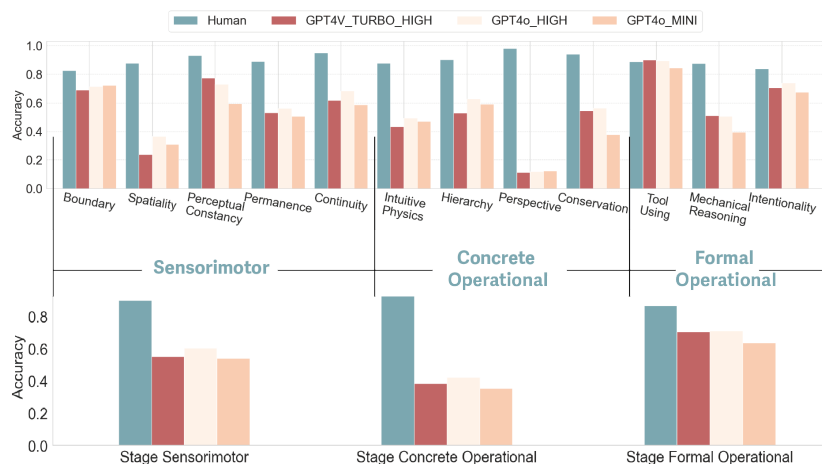 Human GPT4V_TURBO_HIGH GPT4o_HIGH GPT4o_MINI
Accuracy
1.0
0.8
0.6
0.4
0.2
0.0
Boundary
Spatiality
Perceptual
Constancy
Permanence
Continuity
Intuitive
Physics
Hierarchy
Perspective
Conservation
Tool
Using
Mechanical
Reasoning
Intentionality
Sensorimotor
Concrete
Operational
Formal
Operational
Accuracy
0.8
0.6
0.4
0.2
0.0
Stage Sensorimotor
Stage Concrete Operational
Stage Formal Operational